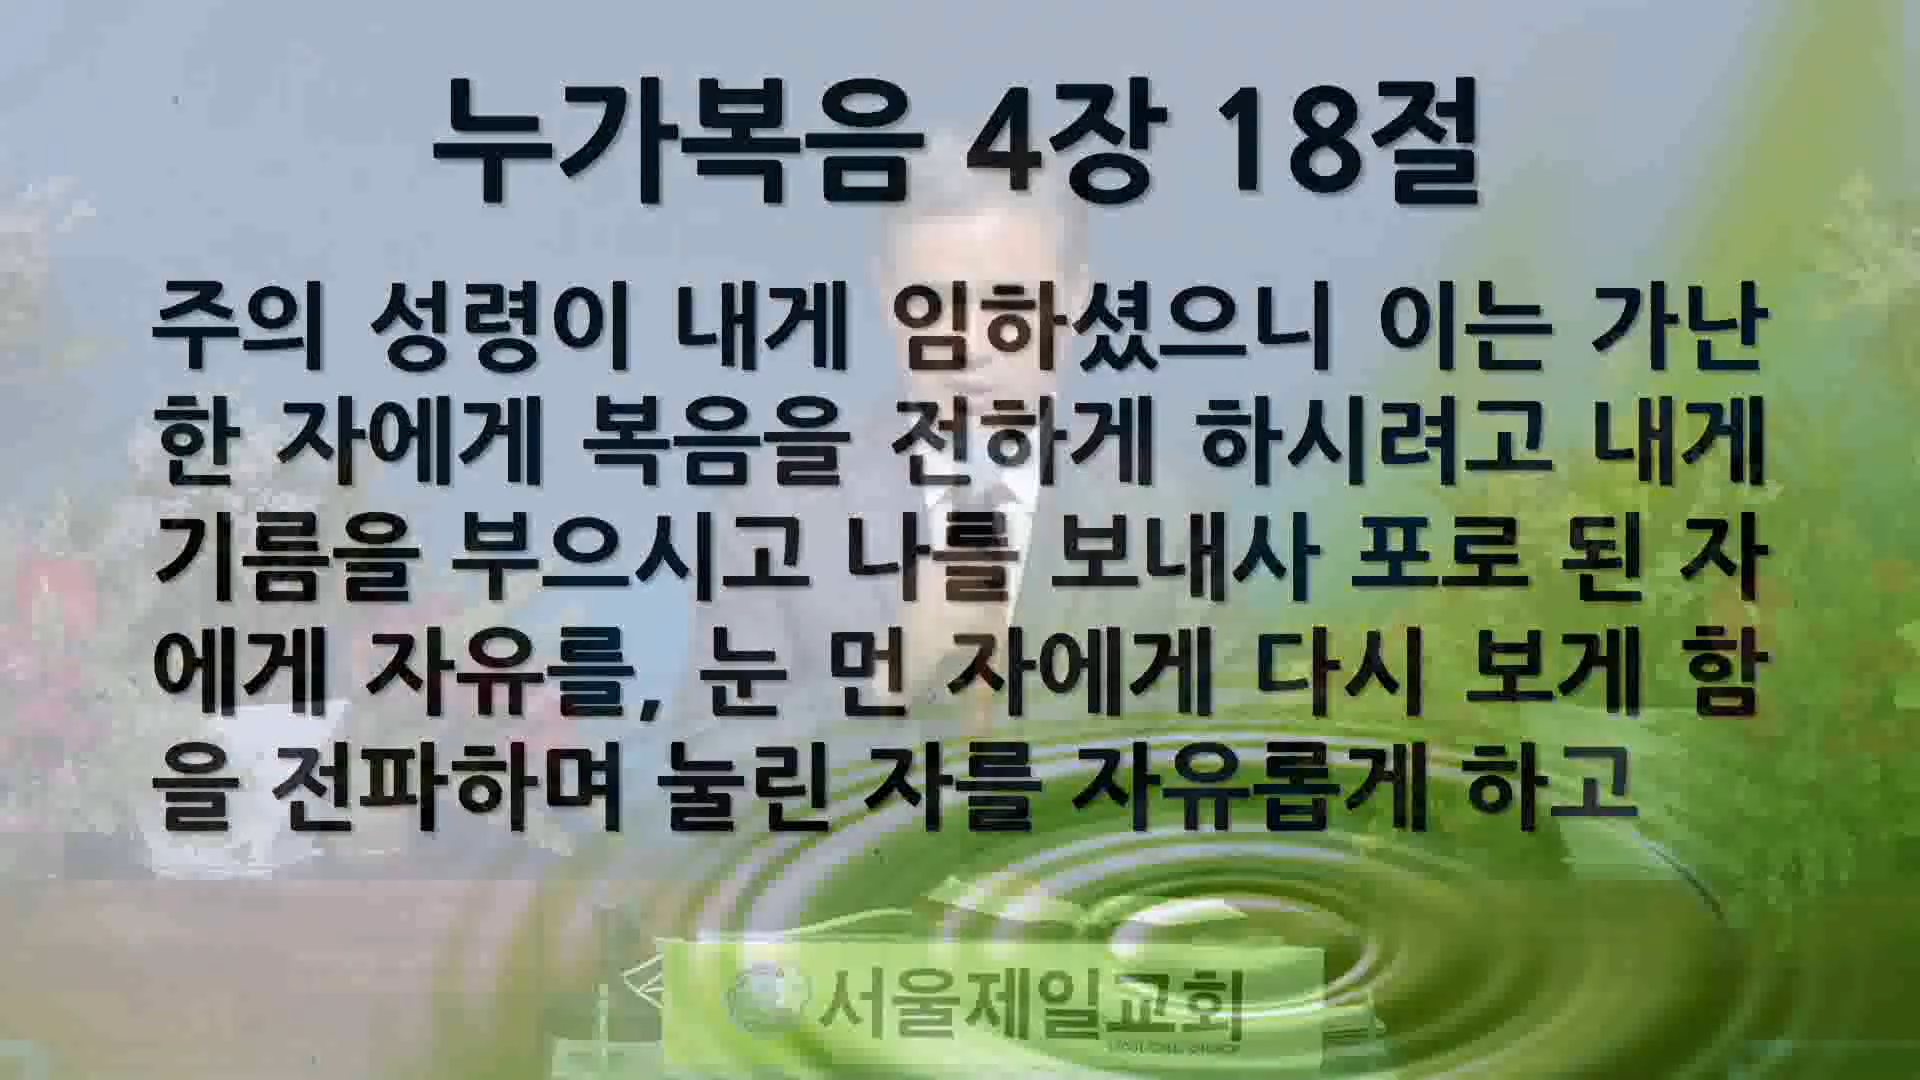 누가복음 4장 18절
주의 성령이 내게 임하셨으니 이는 가난
한 자에게 복음을 전하게 하시려고 내게
기름을 부으시고 나를 보내사 포로 된 자
에게 자유를, 눈 먼 자에게 다시 보게 함
을 전파하며 눌린 자를 자유롭게 하고
서울제일교회